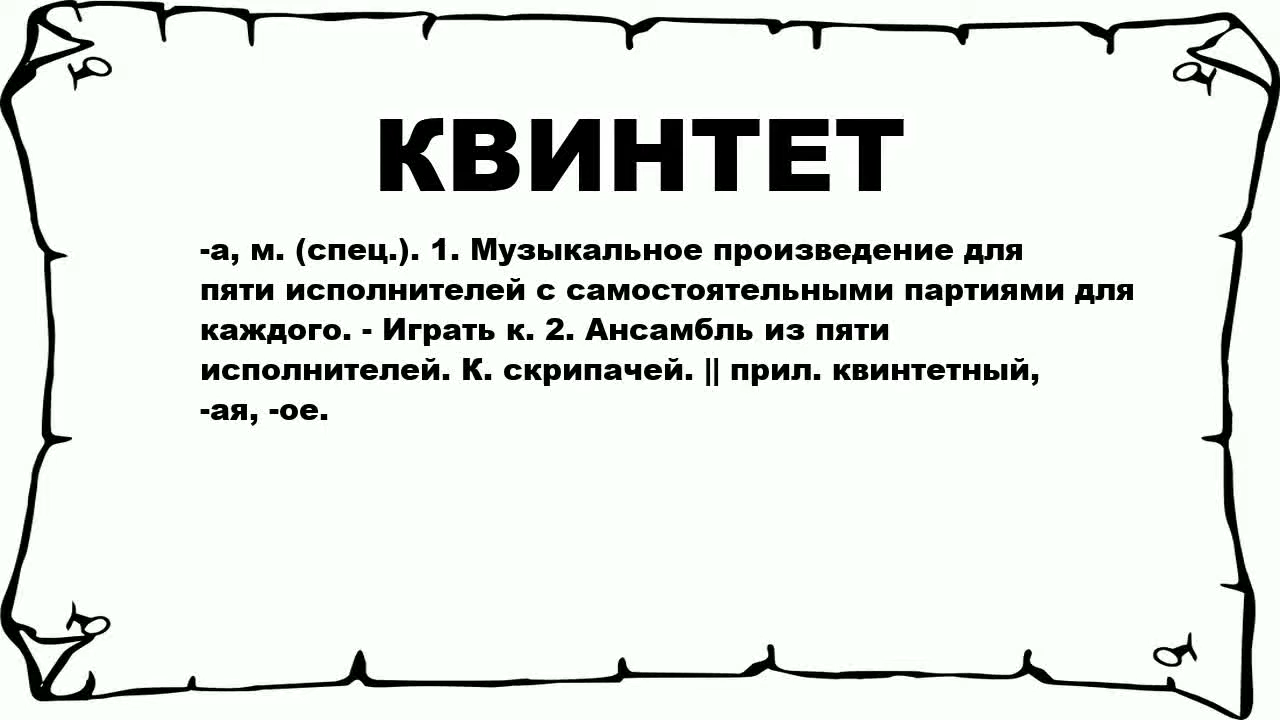 КВИНТЕТ
-а, м. (спец.). 1. Музыкальное произведение для
пяти исполнителей с самостоятельными партиями для
каждого. - Играть к. 2. Ансамбль из пяти
исполнителей. К. скрипачей. || прил. квинтетный,
-ая, -ое.